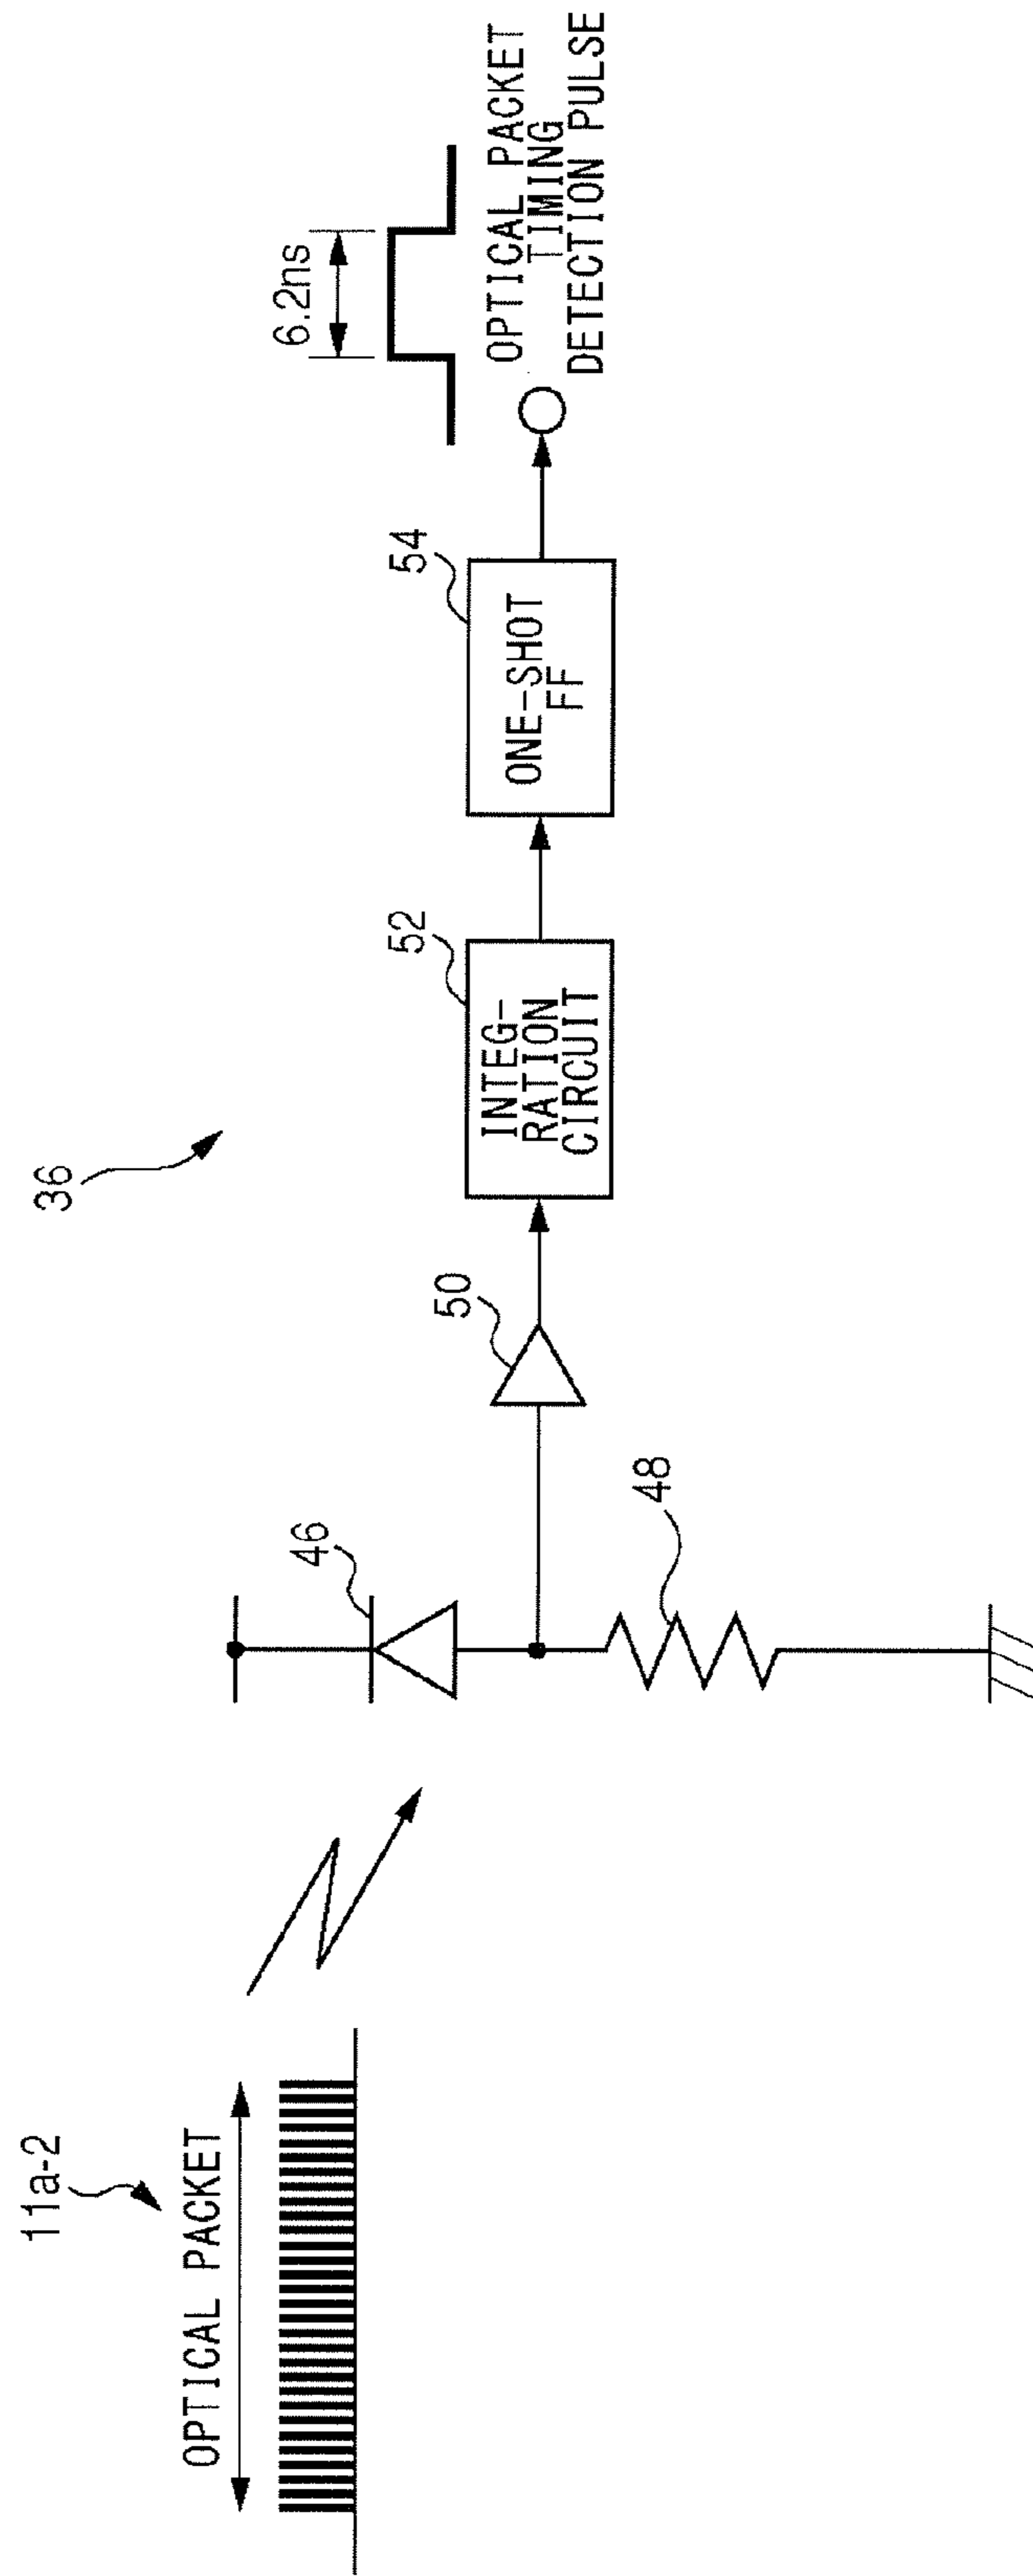 11a-2
OPTICAL PACKET
36
46
48
50
INTEG-
RATION
CIRCUIT
52
ONE-SHOT
FF
54
6.2ns
OPTICAL PACKET
TIMING
DETECTION PULSE